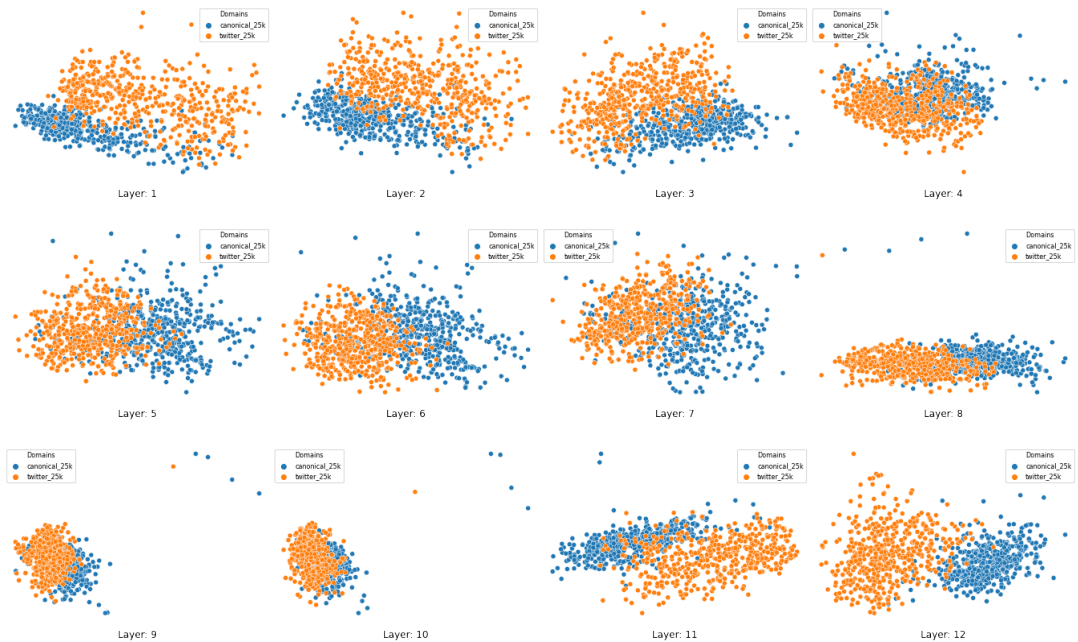 Domains
canonical_25k
twitter_25k
Layer: 1
Domains
canonical_25k
twitter_25k
Layer: 2
Domains
canonical_25k
twitter_25k
Layer: 3
Domains
canonical_25k
twitter_25k
Layer: 4
Domains
canonical_25k
twitter_25k
Layer: 5
Domains
canonical_25k
twitter_25k
Layer: 6
Domains
canonical_25k
twitter_25k
Layer: 7
Domains
canonical_25k
twitter_25k
Layer: 8
Domains
canonical_25k
twitter_25k
Layer: 9
Domains
canonical_25k
twitter_25k
Layer: 10
Domains
canonical_25k
twitter_25k
Layer: 11
Domains
canonical_25k
twitter_25k
Layer: 12